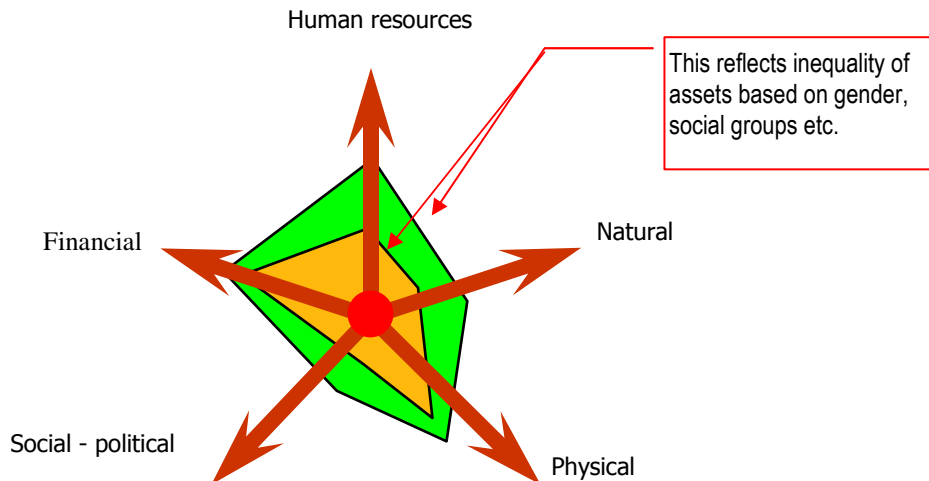 Human resources
This reflects inequality of
assets based on gender,
social groups etc.
Financial
Natural
Social - political
Physical